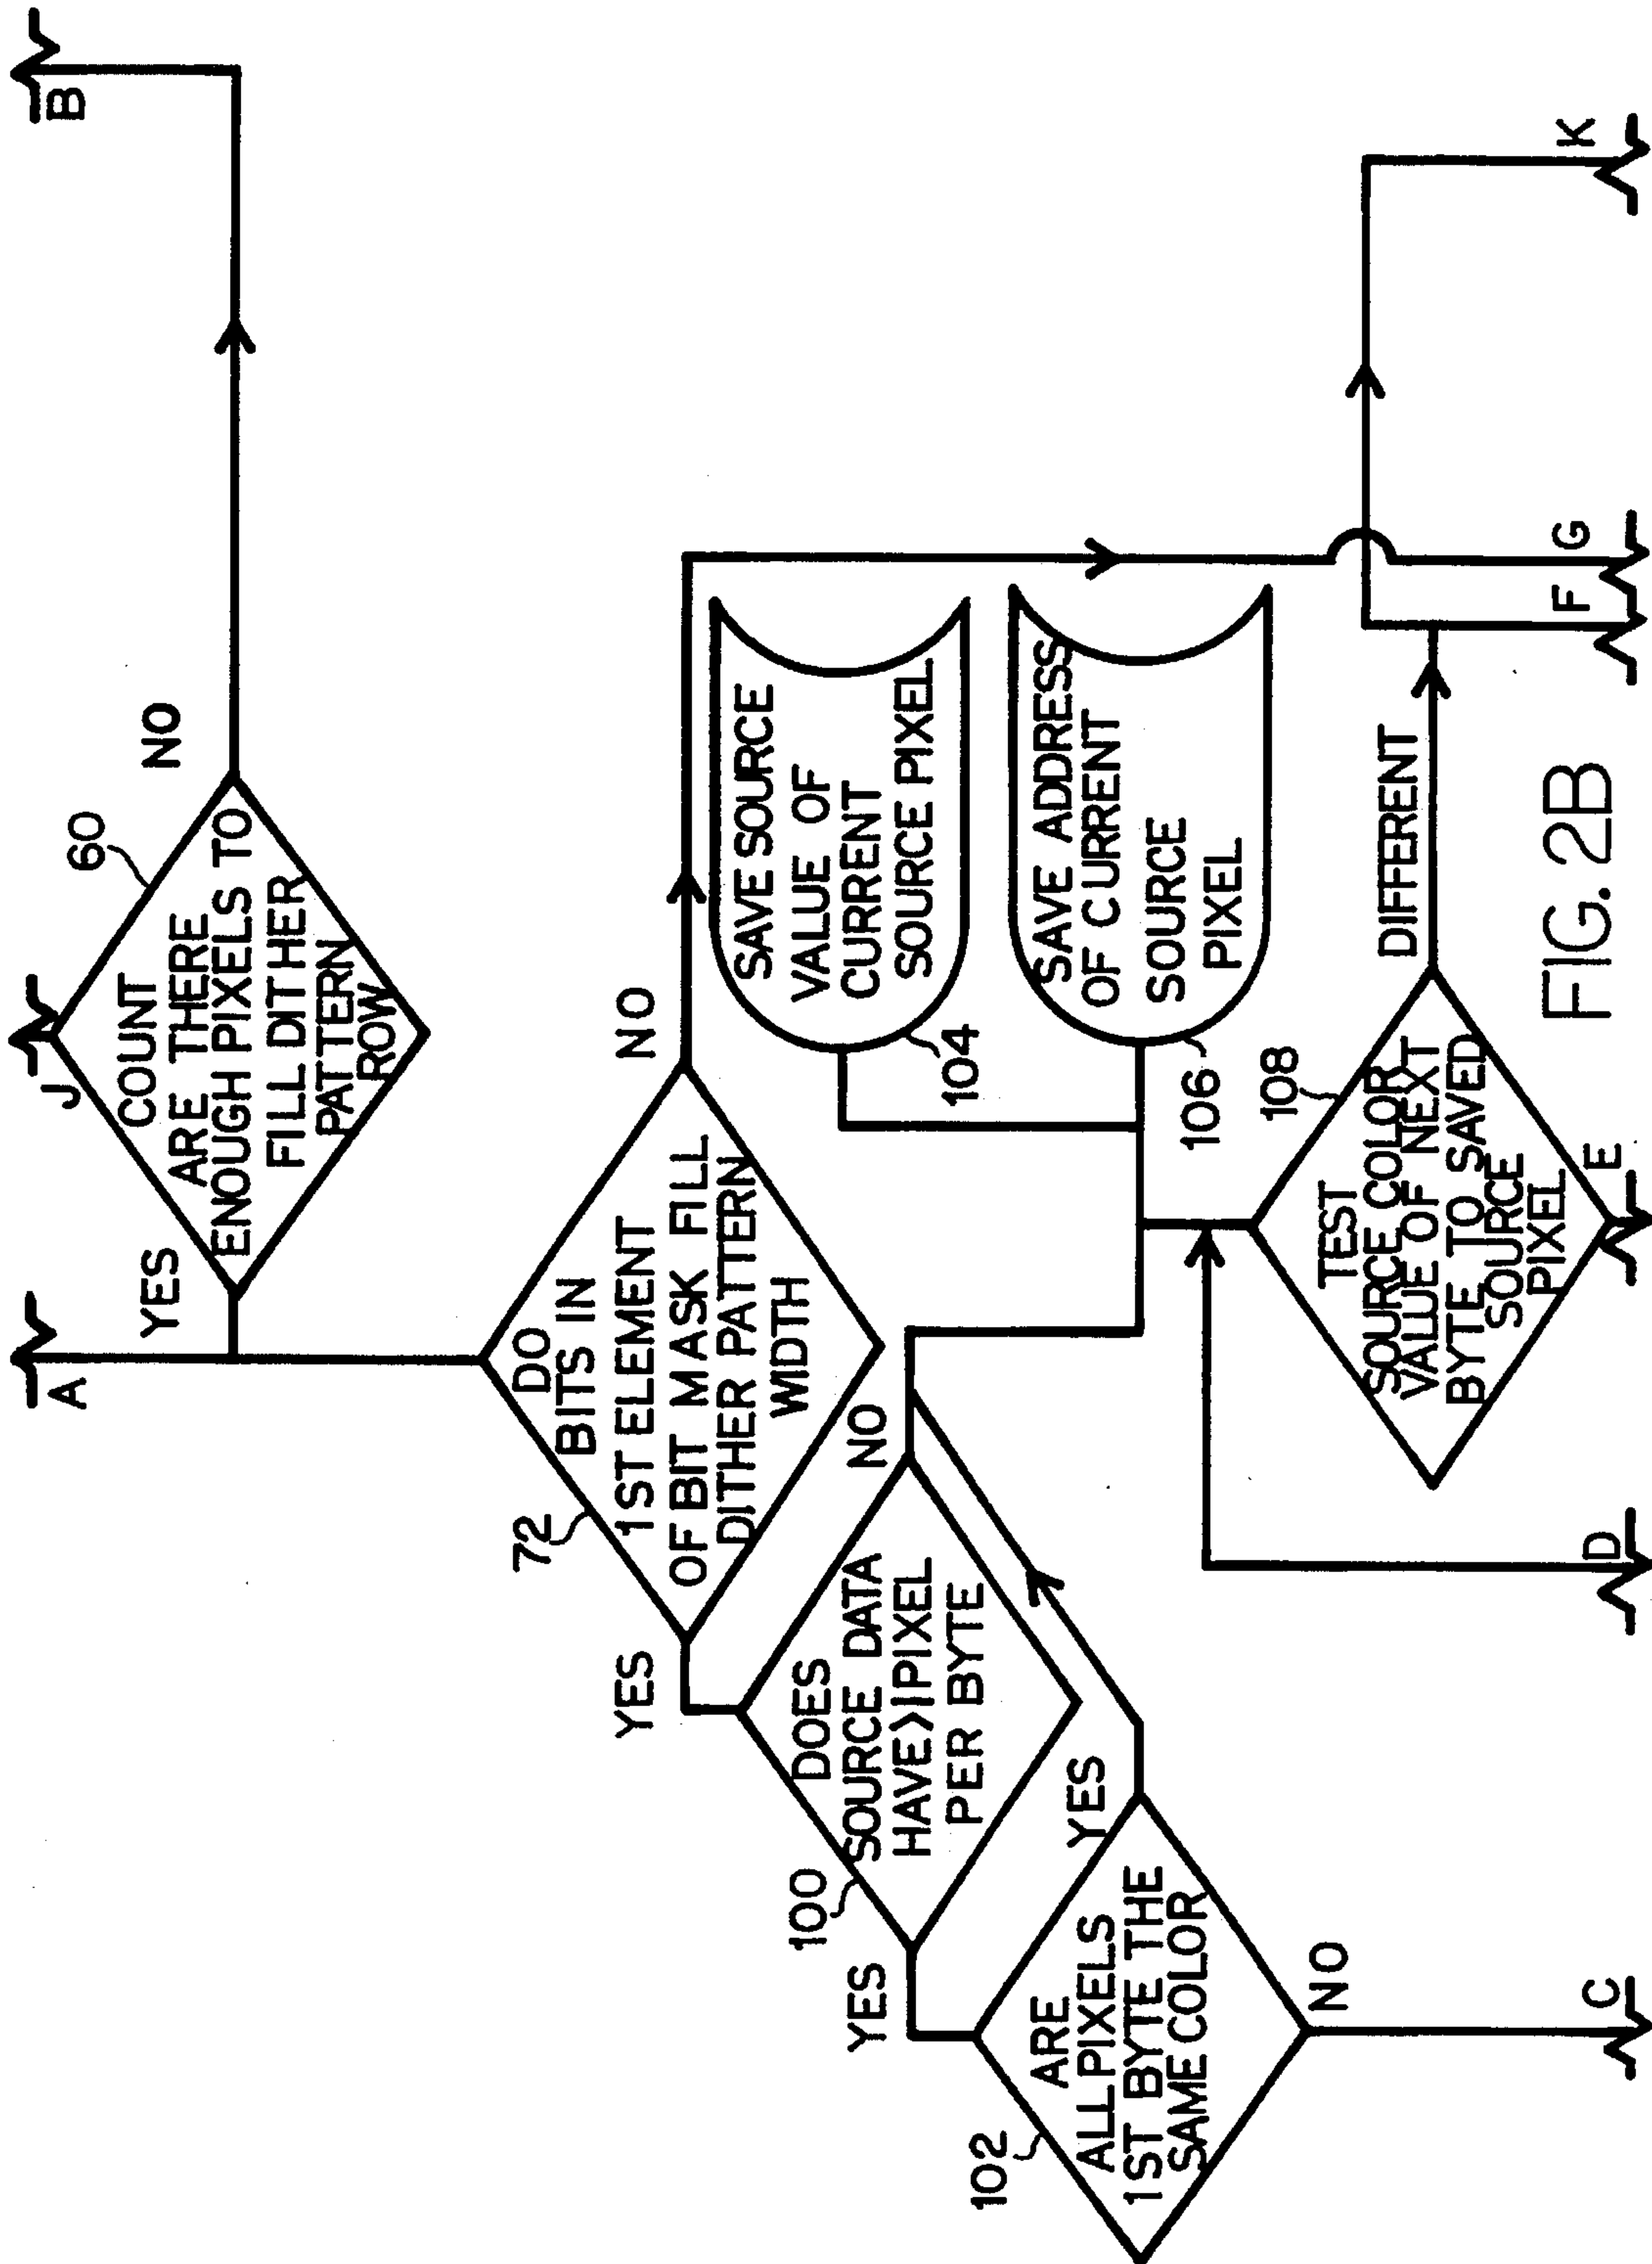 A
J
B
60
COUNT
ARE THERE
ENOUGH PIXELS TO
FILL DITHER
PATTERN
ROW
YES
NO
72
DO
BITS IN
1ST ELEMENT
OF BIT MASK FILL
DITHER PATTERN
WIDTH
YES
NO
100
DOES
SOURCE DATA
HAVE>|PIXEL
PER BYTE
YES
NO
SAVE SOURCE
VALUE OF
CURRENT
SOURCE PIXEL
104
102
ARE
ALL PIXELS
1ST BYTE THE
SAME COLOR
YES
NO
SAVE ADDRESS
OF CURRENT
SOURCE
PIXEL
106
108
TEST
SOURCE COLOR
VALUE OF NEXT
BYTE TO SAVED
SOURCE
PIXEL
DIFFERENT
C
D
E
F
G
K
FIG. 2B